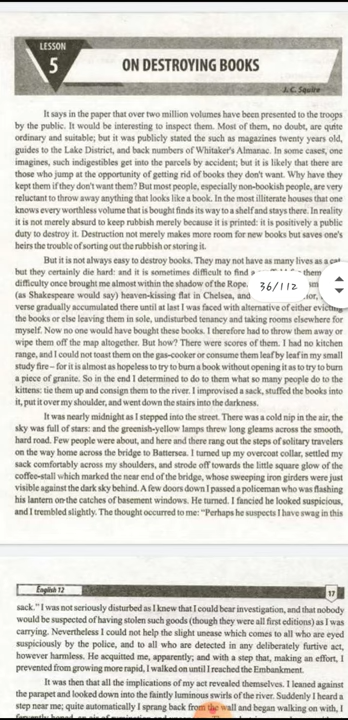 LESSON
5
ON DESTROYING BOOKS
J.C. Squire
It says in the paper that over two million volumes have been presented to the troops
by the public. It would be interesting to inspect them. Most of them, no doubt, are quite
ordinary and suitable; but it was publicly stated the such as magazines twenty years old,
guides to the Lake District, and back numbers of Whitaker's Almanac. In some cases, one
imagines, such indigestibles get into the parcels by accident; but it is likely that there are
those who jump at the opportunity of getting rid of books they don't want. Why have they
kept them if they don't want them? But most people, especially non-bookish people, are very
reluctant to throw away anything that looks like a book. In the most illiterate houses that one
knows every worthless volume that is bought finds its way to a shelf and stays there. In reality
it is not merely absurd to keep rubbish merely because it is printed: it is positively a public
duty to destroy it. Destruction not merely makes more room for new books but saves one's
heirs the trouble of sorting out the rubbish or storing it.
But it is not always easy to destroy books. They may not have as many lives as a cat
but they certainly die hard: and it is sometimes difficult to find a them
difficulty once brought me almost within the shadow of the Rope.
36/112
(as Shakespeare would say) heaven-kissing flat in Chelsea, and
verse gradually accumulated there until at last I was faced with alternative of either evicting
the books or else leaving them in sole, undisturbed tenancy and taking rooms elsewhere for
myself. Now no one would have bought these books. I therefore had to throw them away or
wipe them off the map altogether. But how? There were scores of them. I had no kitchen
range, and I could not toast them on the gas-cooker or consume them leaf by leaf in my small
study fire – for it is almost as hopeless to try to burn a book without opening it as to try to burn
a piece of granite. So in the end I determined to do to them what so many people do to the
kittens: tie them up and consign them to the river. I improvised a sack, stuffed the books into
it, put it over my shoulder, and went down the stairs into the darkness.
It was nearly midnight as I stepped into the street. There was a cold nip in the air, the
sky was full of stars: and the greenish-yellow lamps threw long gleams across the smooth,
hard road. Few people were about, and here and there rang out the steps of solitary travelers
on the way home across the bridge to Battersea. I turned up my overcoat collar, settled my
sack comfortably across my shoulders, and strode off towards the little square glow of the
coffee-stall which marked the near end of the bridge, whose sweeping iron girders were just
visible against the dark sky behind. A few doors down I passed a policeman who was flashing
his lantern on the catches of basement windows. He turned. I fancied he looked suspicious,
and I trembled slightly. The thought occurred to me: "Perhaps he suspects I have swag in this
English 12
17
sack." I was not seriously disturbed as I knew that I could bear investigation, and that nobody
would be suspected of having stolen such goods (though they were all first editions) as I was
carrying. Nevertheless I could not help the slight unease which comes to all who are eyed
suspiciously by the police, and to all who are detected in any deliberately furtive act,
however harmless. He acquitted me, apparently; and with a step that, making an effort, I
prevented from growing more rapid, I walked on until I reached the Embankment.
It was then that all the implications of my act revealed themselves. I leaned against
the parapet and looked down into the faintly luminous swirls of the river. Suddenly I heard a
step near me; quite automatically I sprang back from the wall and began walking on with, I